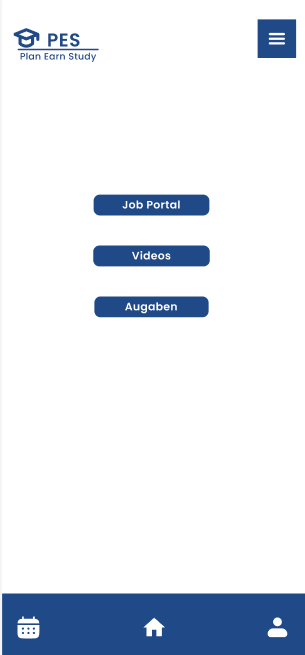 PES
Plan Earn Study
Job Portal
Videos
Augaben